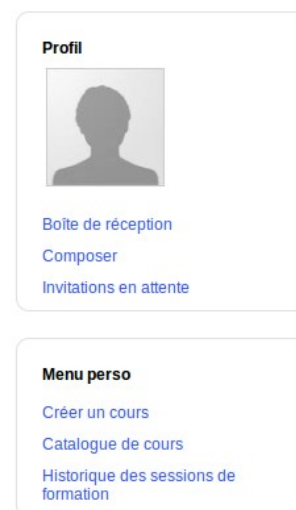 Profil
Boîte de réception
Composer
Invitations en attente
Menu perso
Créer un cours
Catalogue de cours
Historique des sessions de
formation